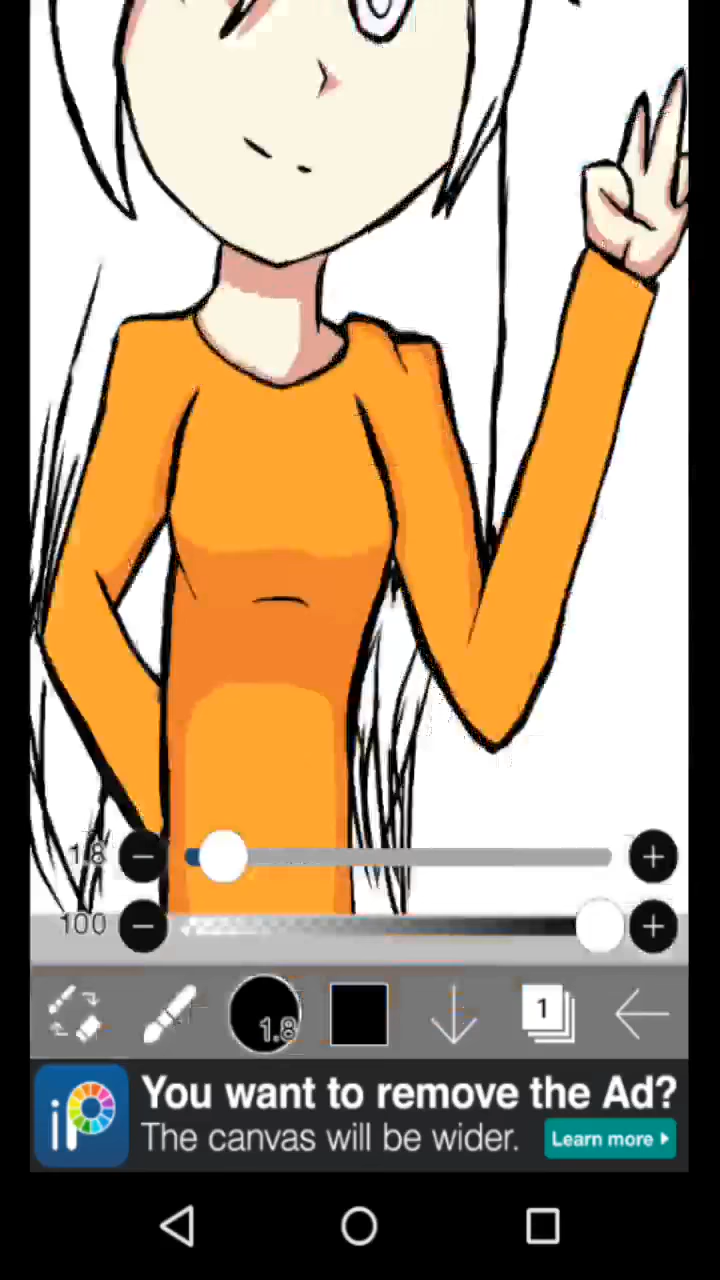 1.8
100
1.8
1
iP
You want to remove the Ad?
The canvas will be wider.
Learn more